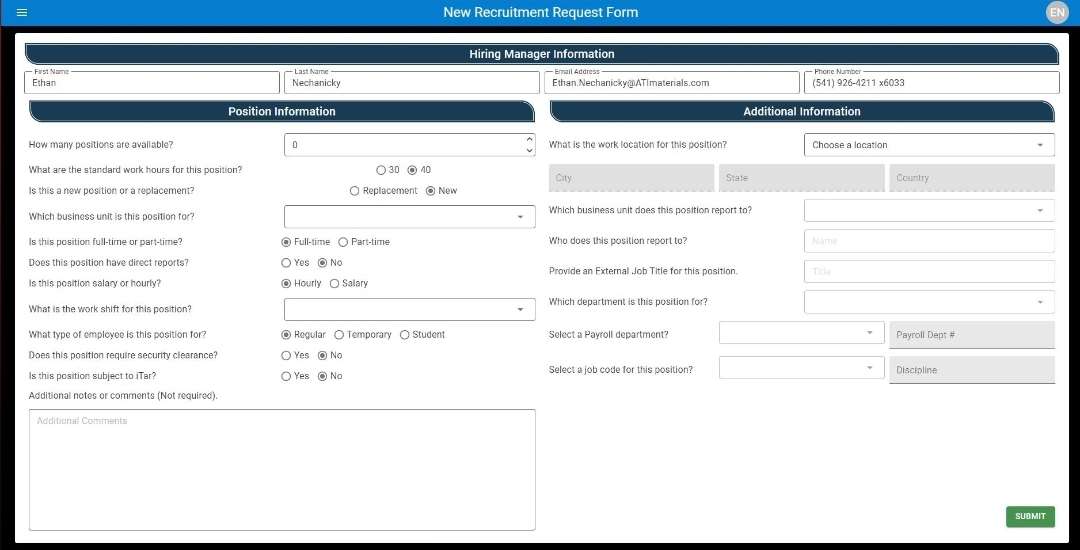 New Recruitment Request Form
EN
Hiring Manager Information
First Name
Ethan
Last Name
Nechanicky
Email Address
Ethan.Nechanicky@ATImaterials.com
Phone Number
(541) 926-4211 x6033
Position Information
How many positions are available?
0
What are the standard work hours for this position?
30 40
Is this a new position or a replacement?
Replacement New
Which business unit is this position for?
Is this position full-time or part-time?
Full-time Part-time
Does this position have direct reports?
Yes No
Is this position salary or hourly?
Hourly Salary
What is the work shift for this position?
What type of employee is this position for?
Regular Temporary Student
Does this position require security clearance?
Yes No
Is this position subject to iTar?
Yes No
Additional notes or comments (Not required).
Additional Comments
Additional Information
What is the work location for this position?
Choose a location
City
State
Country
Which business unit does this position report to?
Who does this position report to?
Name
Provide an External Job Title for this position.
Title
Which department is this position for?
Select a Payroll department?
Payroll Dept #
Select a job code for this position?
Discipline
SUBMIT